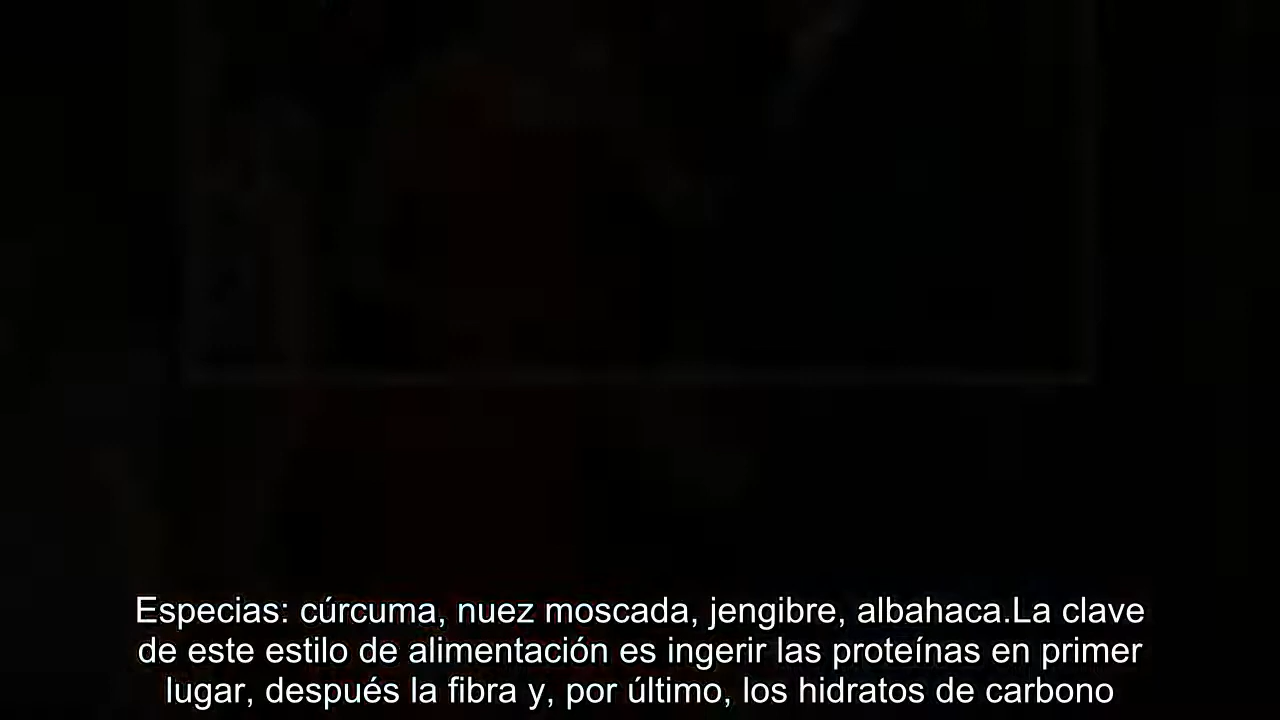 Especias: cúrcuma, nuez moscada, jengibre, albahaca.La clave
de este estilo de alimentación es ingerir las proteínas en primer
lugar, después la fibra y, por último, los hidratos de carbono